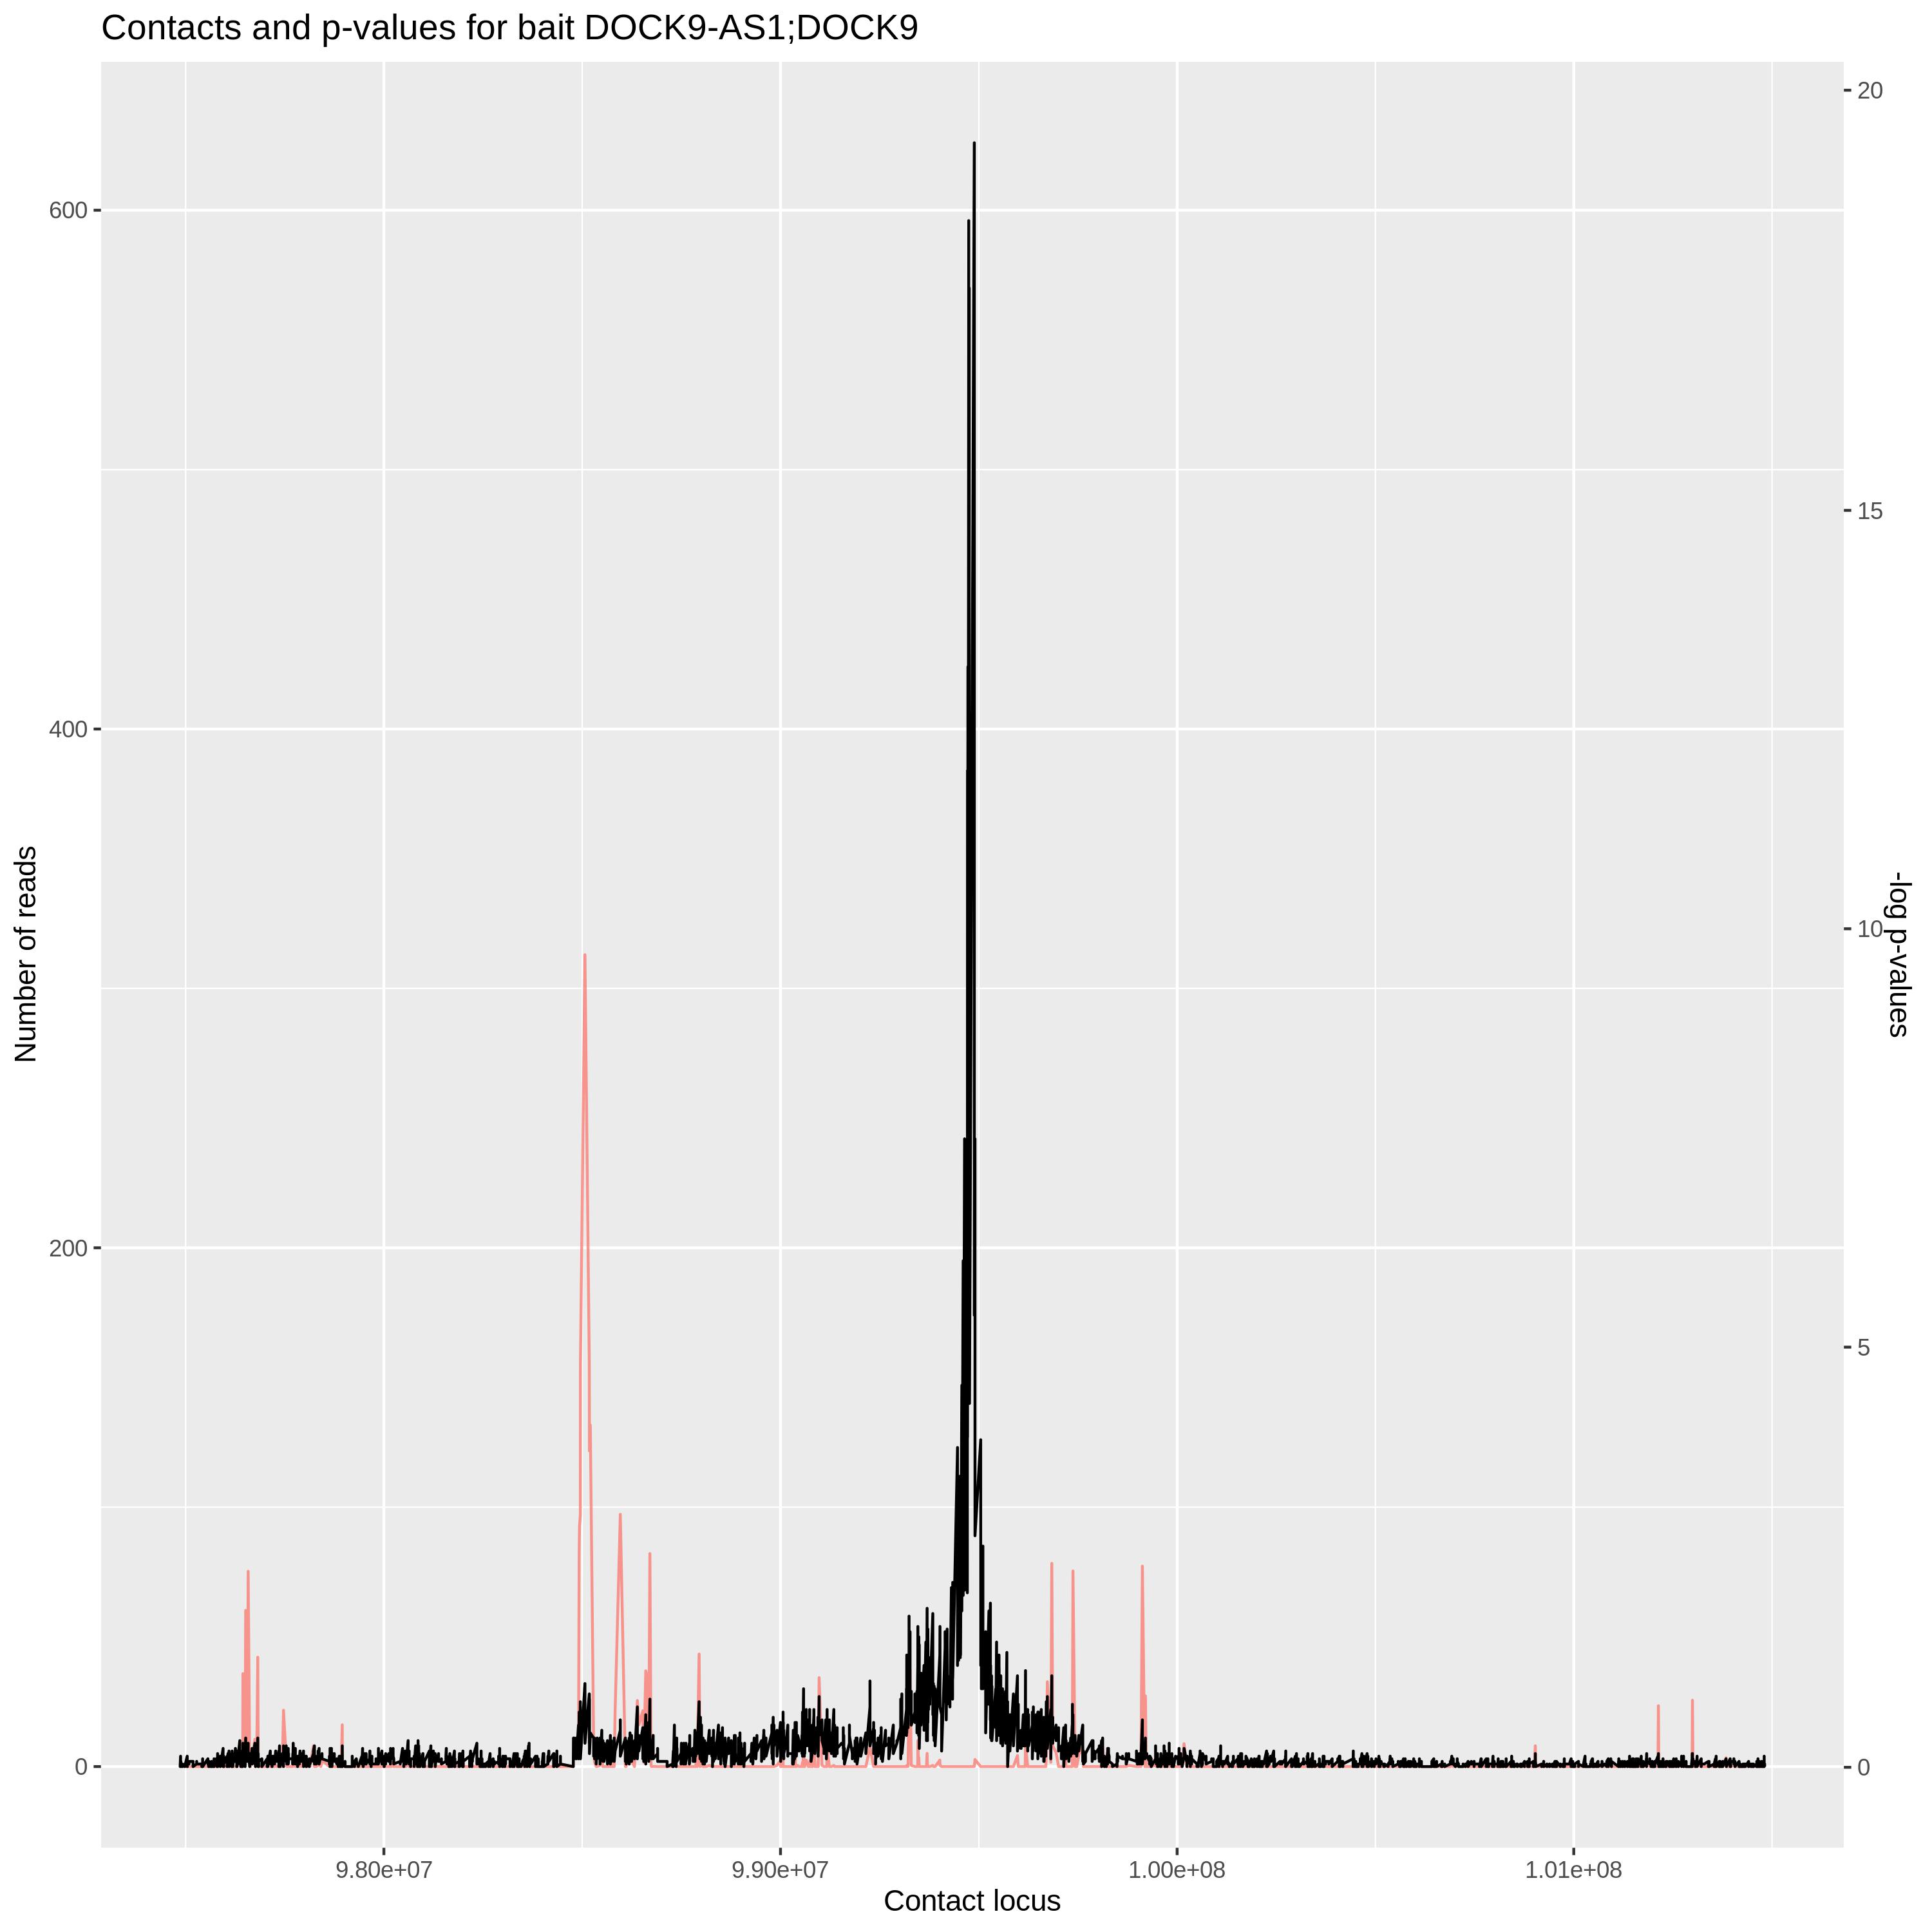 Contacts and p-values for bait DOCK9-AS1;DOCK9
20
600
15
400
Number of reads
-log p-values
10
200
5
0
0
9.80e+07
9.90e+07
1.00e+08
1.01e+08
Contact locus